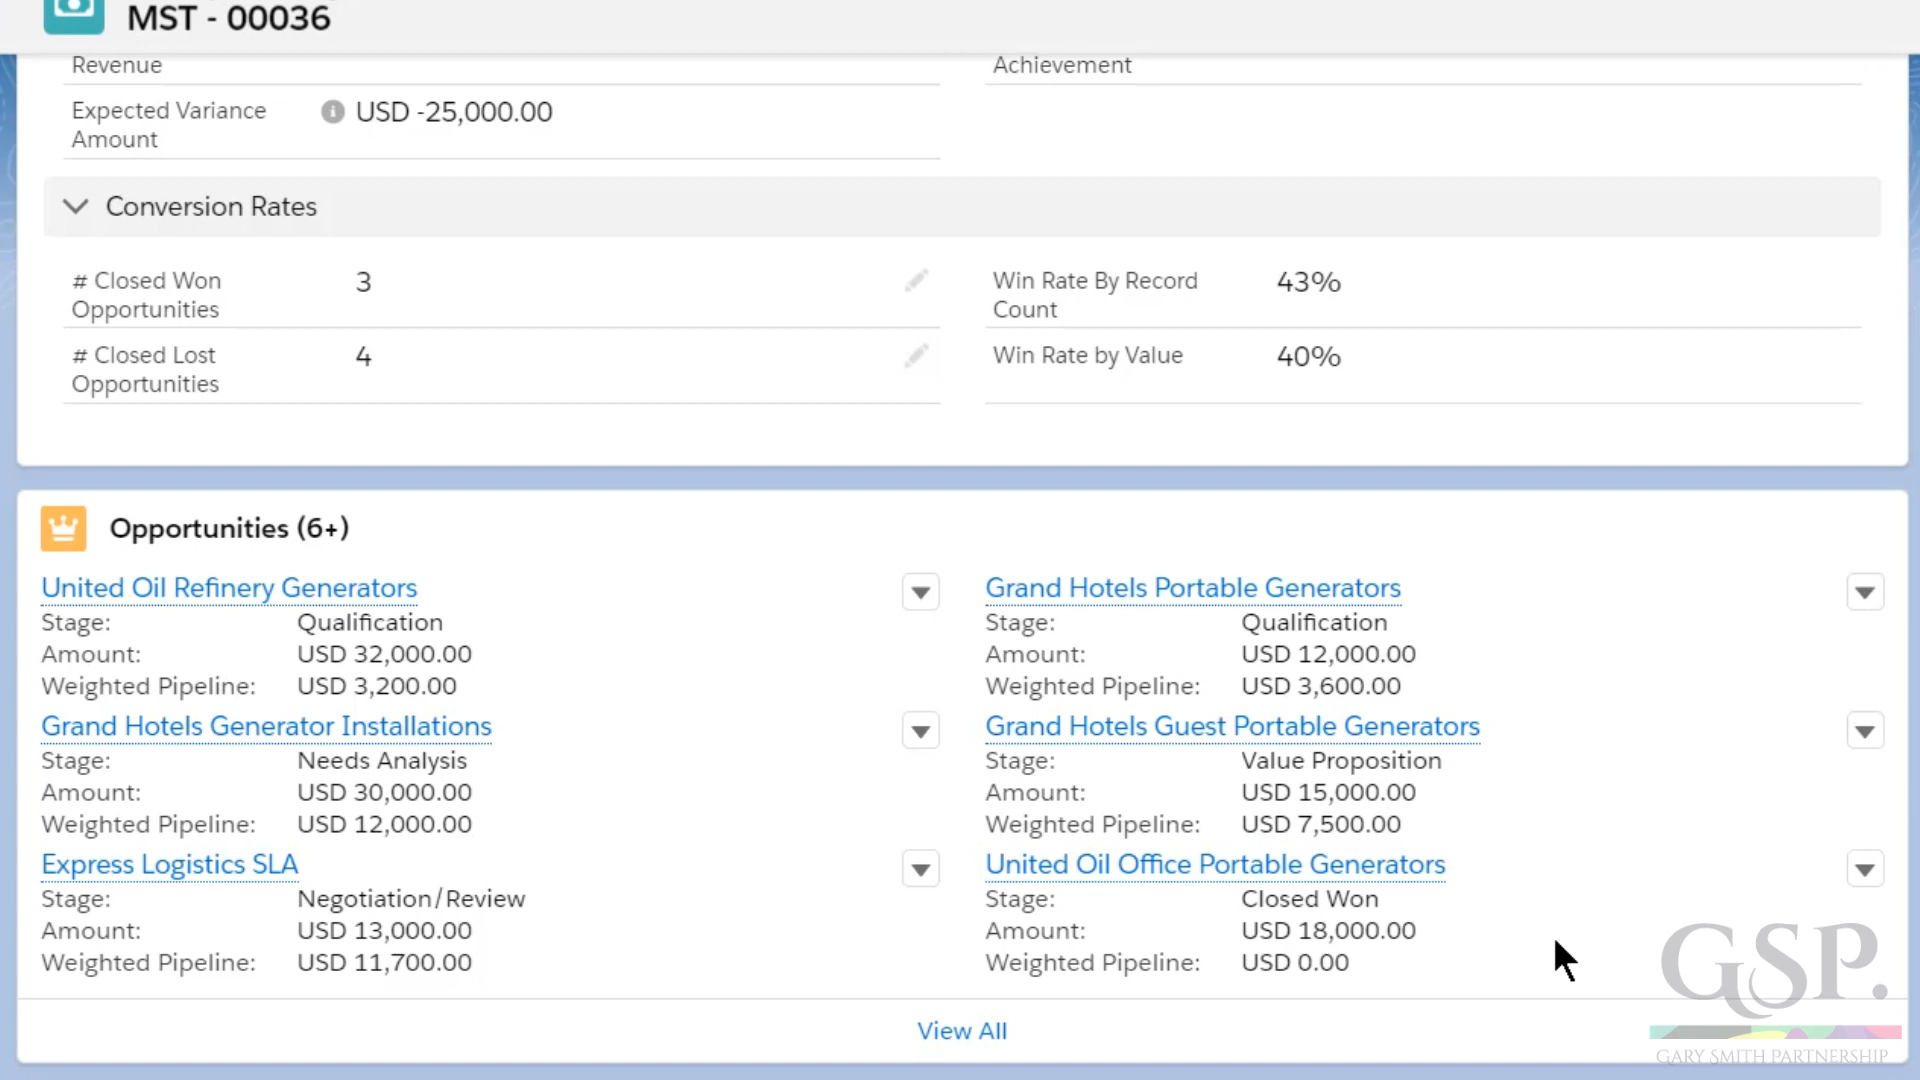 MST - 00036
Revenue
Achievement
Expected Variance Amount
USD -25,000.00
Conversion Rates
# Closed Won Opportunities
3
Win Rate By Record Count
43%
# Closed Lost Opportunities
4
Win Rate by Value
40%
Opportunities (6+)
United Oil Refinery Generators
Stage: Qualification
Amount: USD 32,000.00
Weighted Pipeline: USD 3,200.00
Grand Hotels Portable Generators
Stage: Qualification
Amount: USD 12,000.00
Weighted Pipeline: USD 3,600.00
Grand Hotels Generator Installations
Stage: Needs Analysis
Amount: USD 30,000.00
Weighted Pipeline: USD 12,000.00
Grand Hotels Guest Portable Generators
Stage: Value Proposition
Amount: USD 15,000.00
Weighted Pipeline: USD 7,500.00
Express Logistics SLA
Stage: Negotiation/Review
Amount: USD 13,000.00
Weighted Pipeline: USD 11,700.00
United Oil Office Portable Generators
Stage: Closed Won
Amount: USD 18,000.00
Weighted Pipeline: USD 0.00
View All
GSP.
GARY SMITH PARTNERSHIP